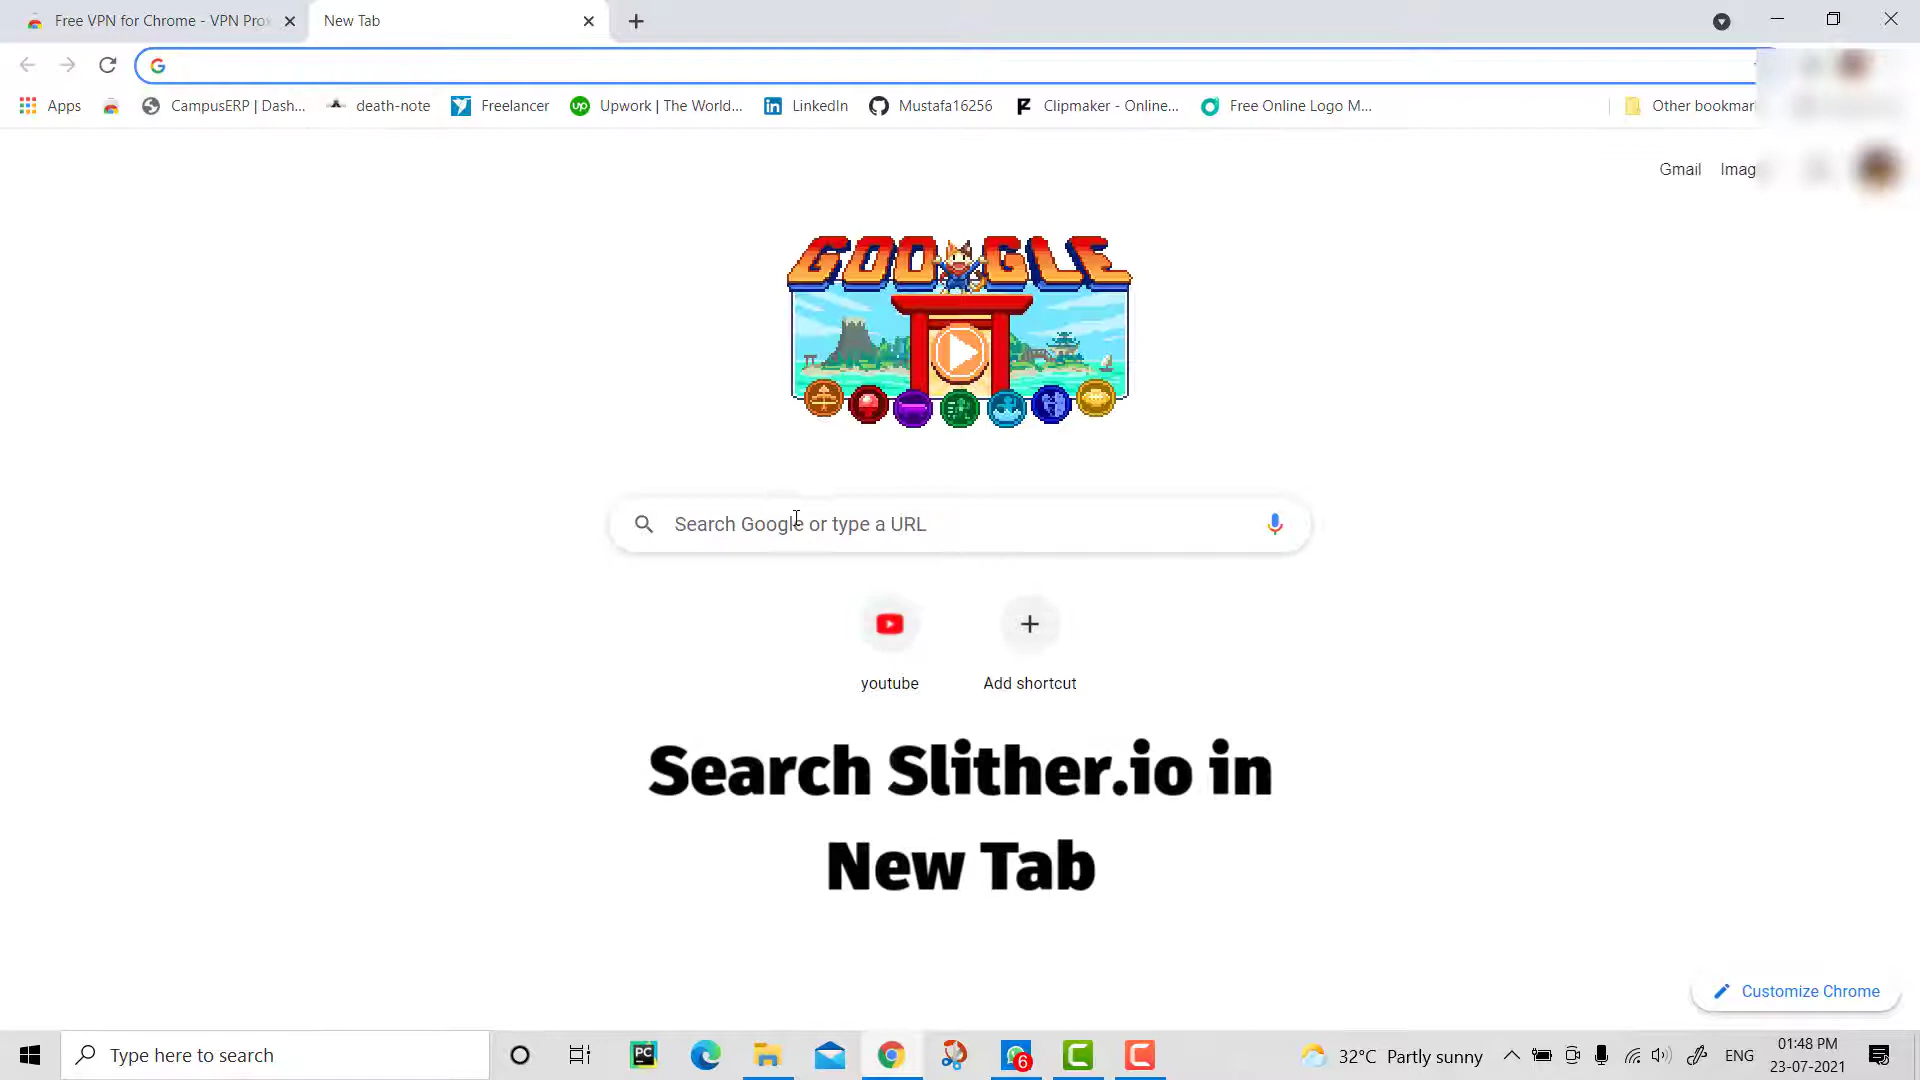 Free VPN for Chrome - VPN Pro
New Tab
Apps
CampusERP | Dash...
death-note
Freelancer
Upwork | The World...
LinkedIn
Mustafa16256
Clipmaker - Online...
Free Online Logo M...
Other bookmar
Gmail
Imag
GOOGLE
Search Google or type a URL
youtube
Add shortcut
Search Slither.io in
New Tab
Customize Chrome
Type here to search
PC
6
32°C Partly sunny
ENG
01:48 PM
23-07-2021